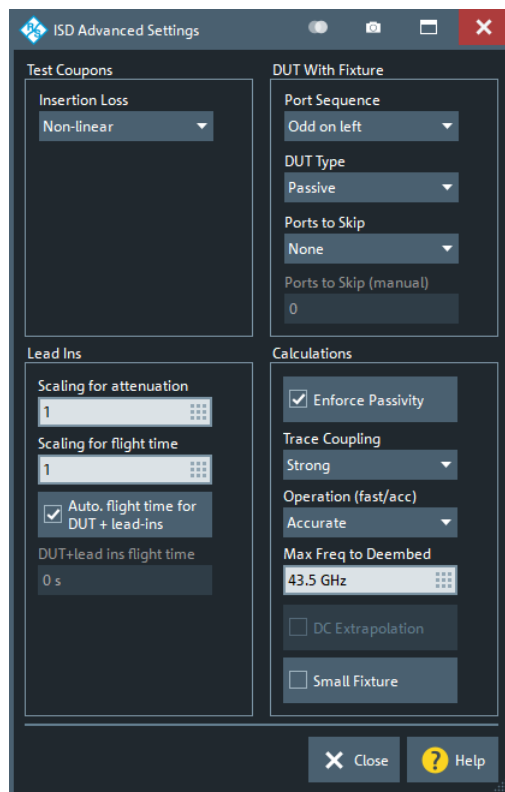 ISD Advanced Settings
Test Coupons
Insertion Loss
Non-linear
DUT With Fixture
Port Sequence
Odd on left
DUT Type
Passive
Ports to Skip
None
Ports to Skip (manual)
0
Lead Ins
Scaling for attenuation
1
Scaling for flight time
1
Auto. flight time for
DUT + lead-ins
DUT+lead ins flight time
0 s
Calculations
Enforce Passivity
Trace Coupling
Strong
Operation (fast/acc)
Accurate
Max Freq to Deembed
43.5 GHz
DC Extrapolation
Small Fixture
Close
? Help